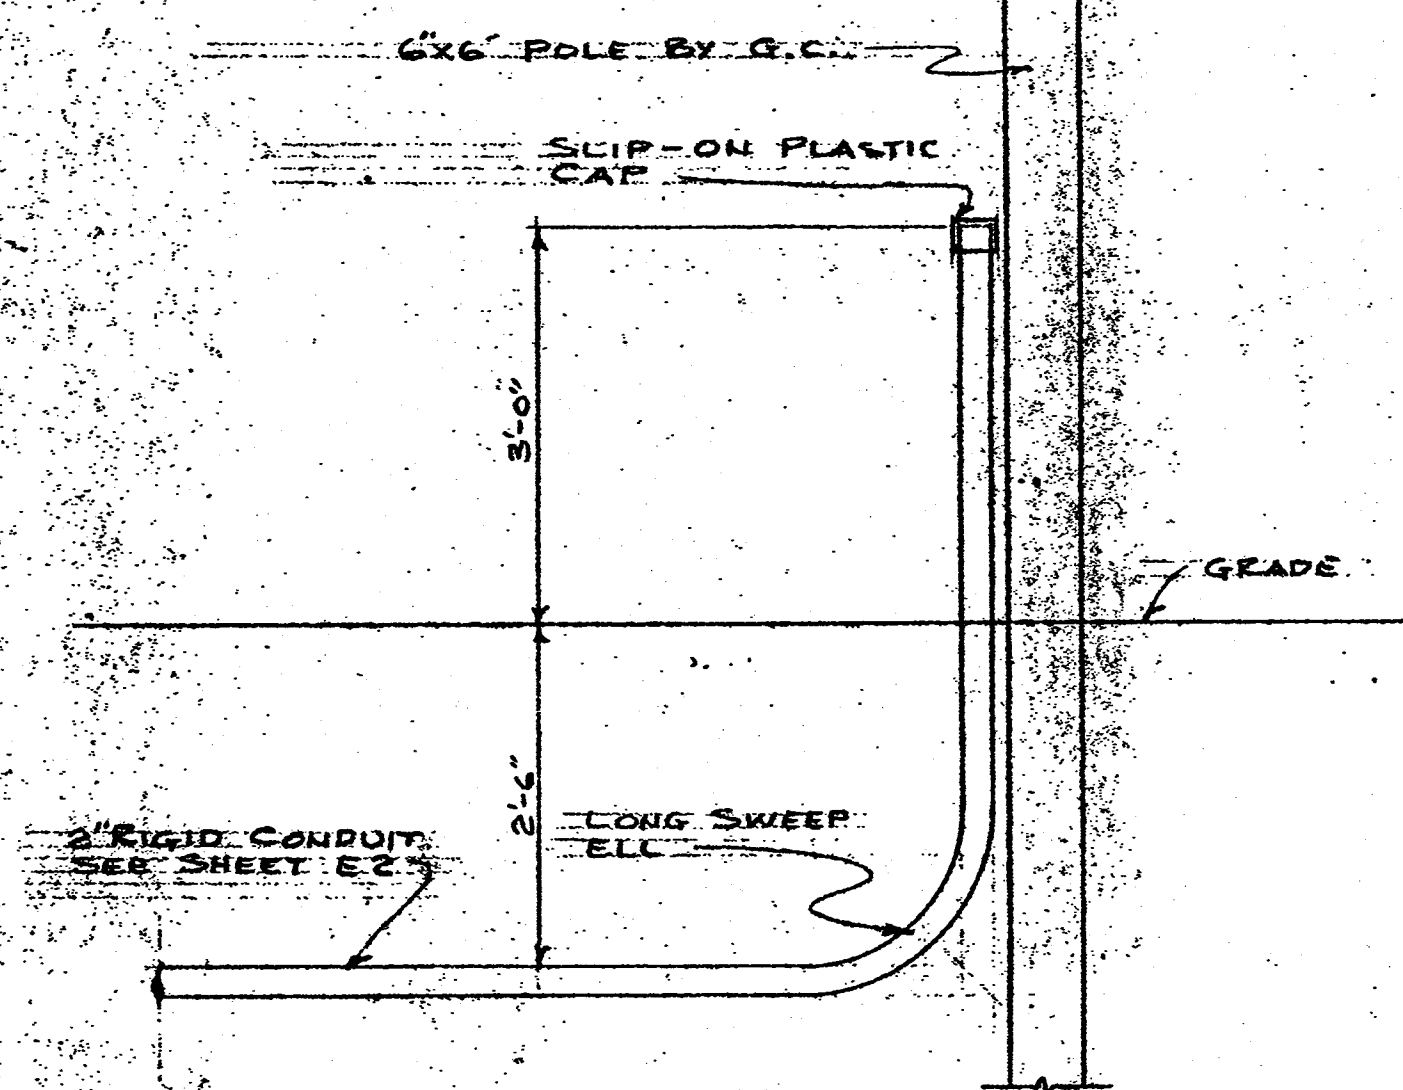 6"x6" POLE BY G.C.
SLIP-ON PLASTIC
CAP
3'-0"
GRADE
2'-6"
LONG SWEEP
ELL
2" RIGID CONDUIT
SEE SHEET E2